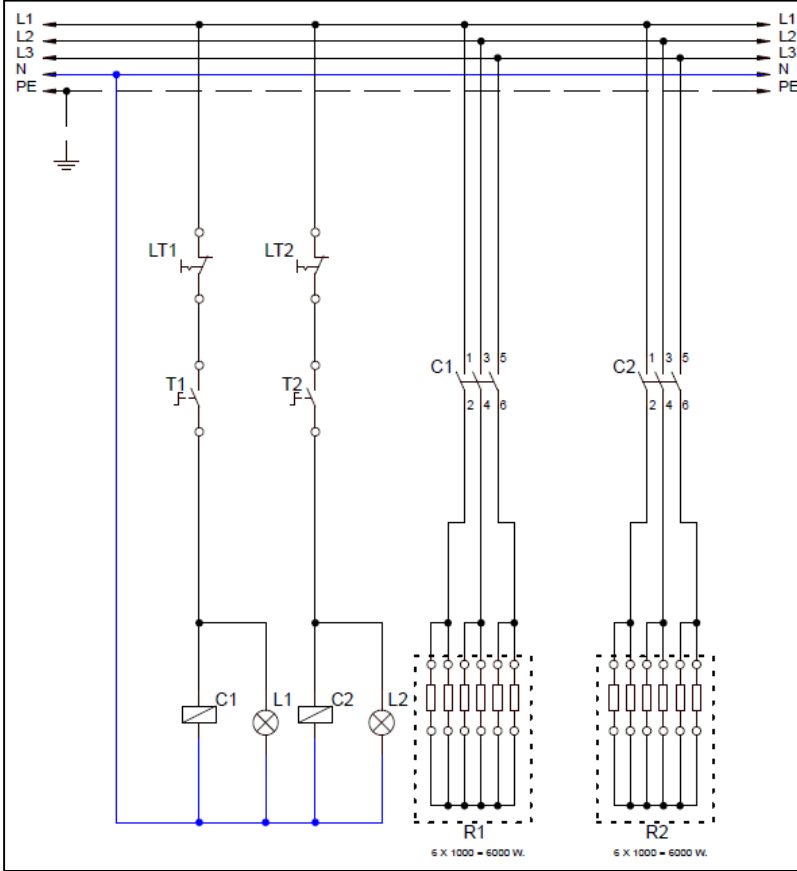 L1 L1
L2 L2
L3 L3
N N
PE PE
LT1 LT2
T1 T2
C1 1 3 5
2 4 6
C2 1 3 5
2 4 6
C1 L1 C2 L2
R1 R2
6 X 1000 = 6000 W. 6 X 1000 = 6000 W.